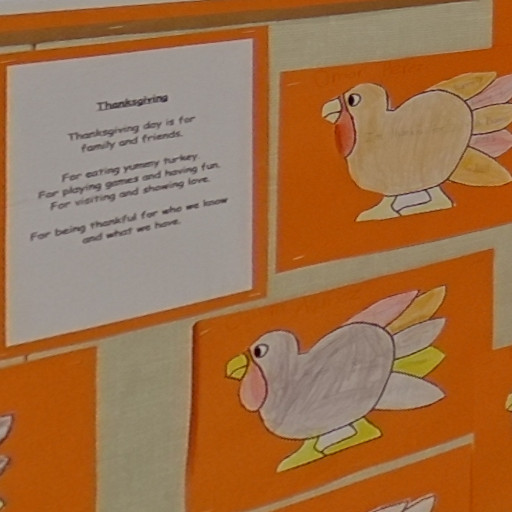 Thanksgiving
Thanksgiving day is for
family and friends.
For eating yummy turkey.
For playing games and having fun.
For visiting and showing love.
For being thankful for who we know
and what we have.